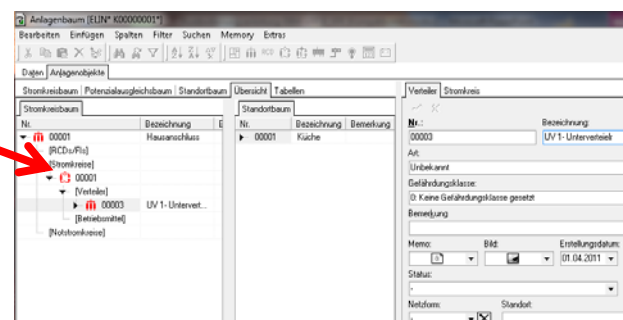 Anlagenbaum [ELIN* K00000001*]
Bearbeiten Einfügen Spalten Filter Suchen Memory Extras
Daten Anlagenobjekte
Stromkreisbaum Potenzialausgleichsbaum Standortbaum Übersicht Tabellen
Verteiler Stromkreis
Stromkreisbaum
Standortbaum
Nr. Bezeichnung
Nr. Bezeichnung Bemerkung
Nr.: Bezeichnung:
00001 Hausanschluss
00001 Küche
00003 UV 1- Unterverteielr
[RCDs/FIs]
[Stromkreise]
00001
[Verteiler]
00003 UV 1- Untervert...
[Betriebsmittel]
[Notstromkreise]
Art:
Unbekannt
Gefährdungsklasse:
0: Keine Gefährdungsklasse gesetzt
Bemerkung
Memo: Bild: Erstellungsdatum:
01.04.2011
Status:
-
Netzform: Standort:
-